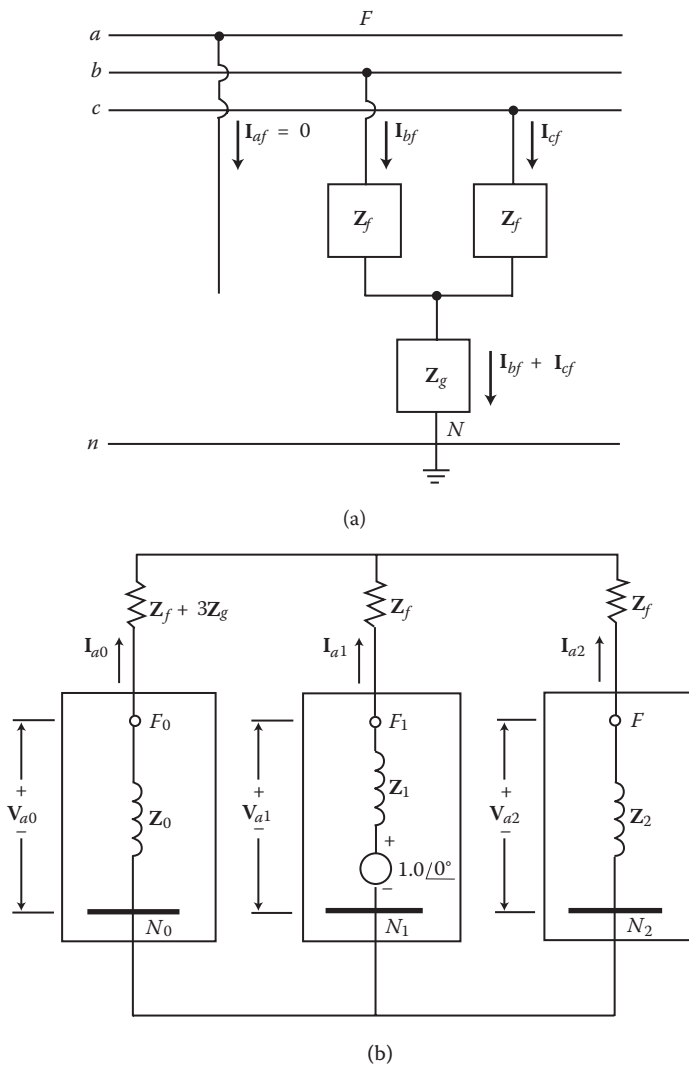 F
a
b
c
I_af = 0
I_bf
I_cf
Z_f
Z_f
Z_g
I_bf + I_cf
N
n
(a)
Z_f + 3Z_g
Z_f
Z_f
I_a0
I_a1
I_a2
F_0
F_1
F
+
V_a0
−
Z_0
+
V_a1
−
Z_1
+
1.0/0°
−
+
V_a2
−
Z_2
N_0
N_1
N_2
(b)